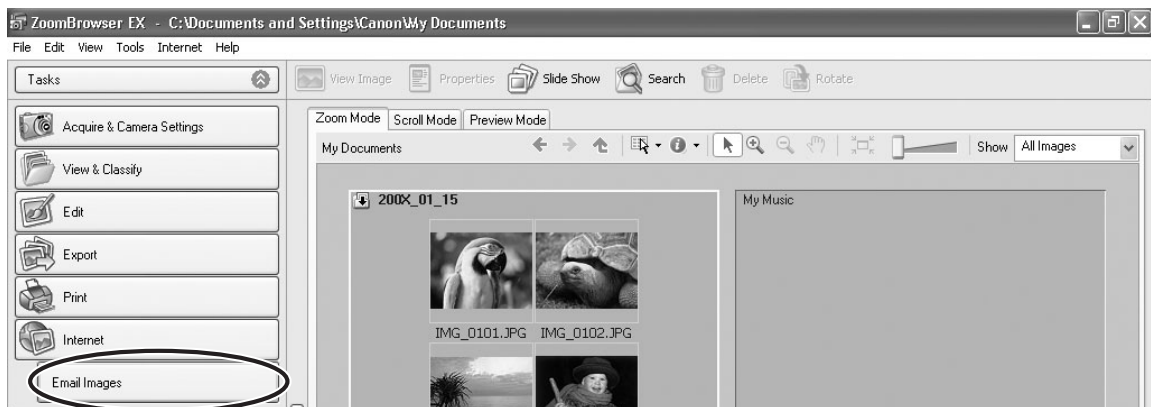 ZoomBrowser EX - C:\Documents and Settings\Canon\My Documents
File Edit View Tools Internet Help
Tasks
View Image Properties Slide Show Search Delete Rotate
Acquire & Camera Settings
View & Classify
Edit
Export
Print
Internet
Email Images
Zoom Mode Scroll Mode Preview Mode
My Documents Show All Images
200X_01_15
My Music
IMG_0101.JPG IMG_0102.JPG